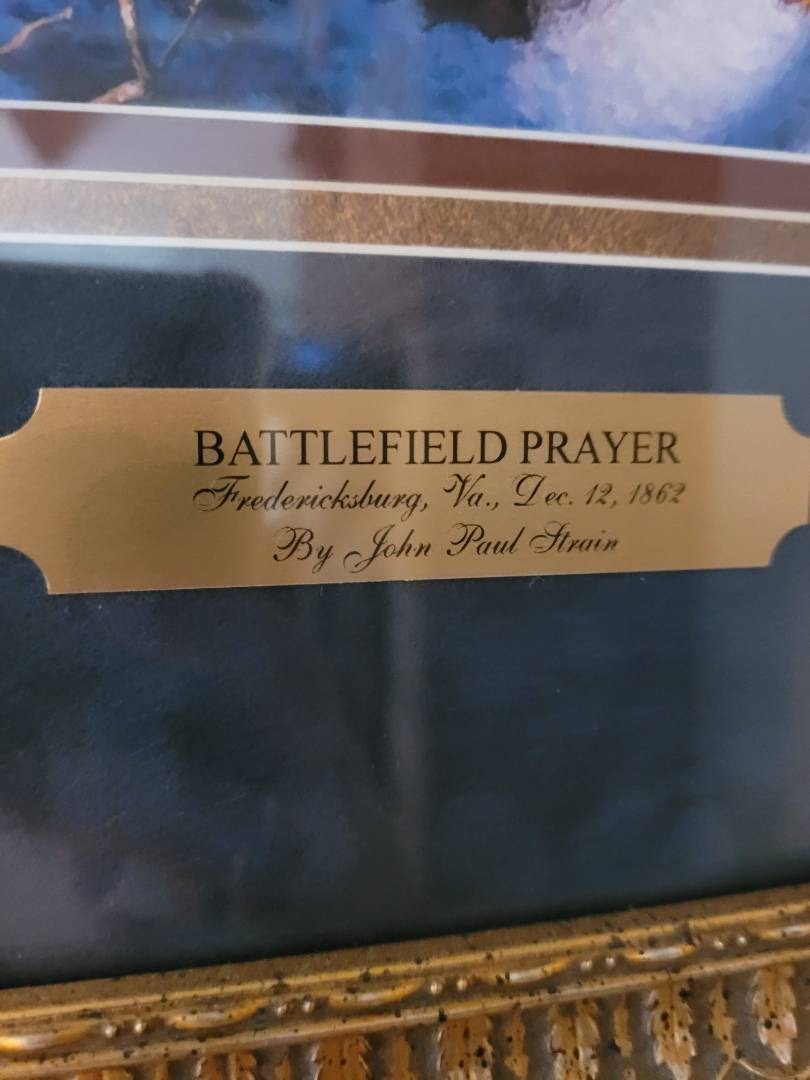 BATTLEFIELD PRAYER
Fredericksburg, Va., Dec. 12, 1862
By John Paul Strain